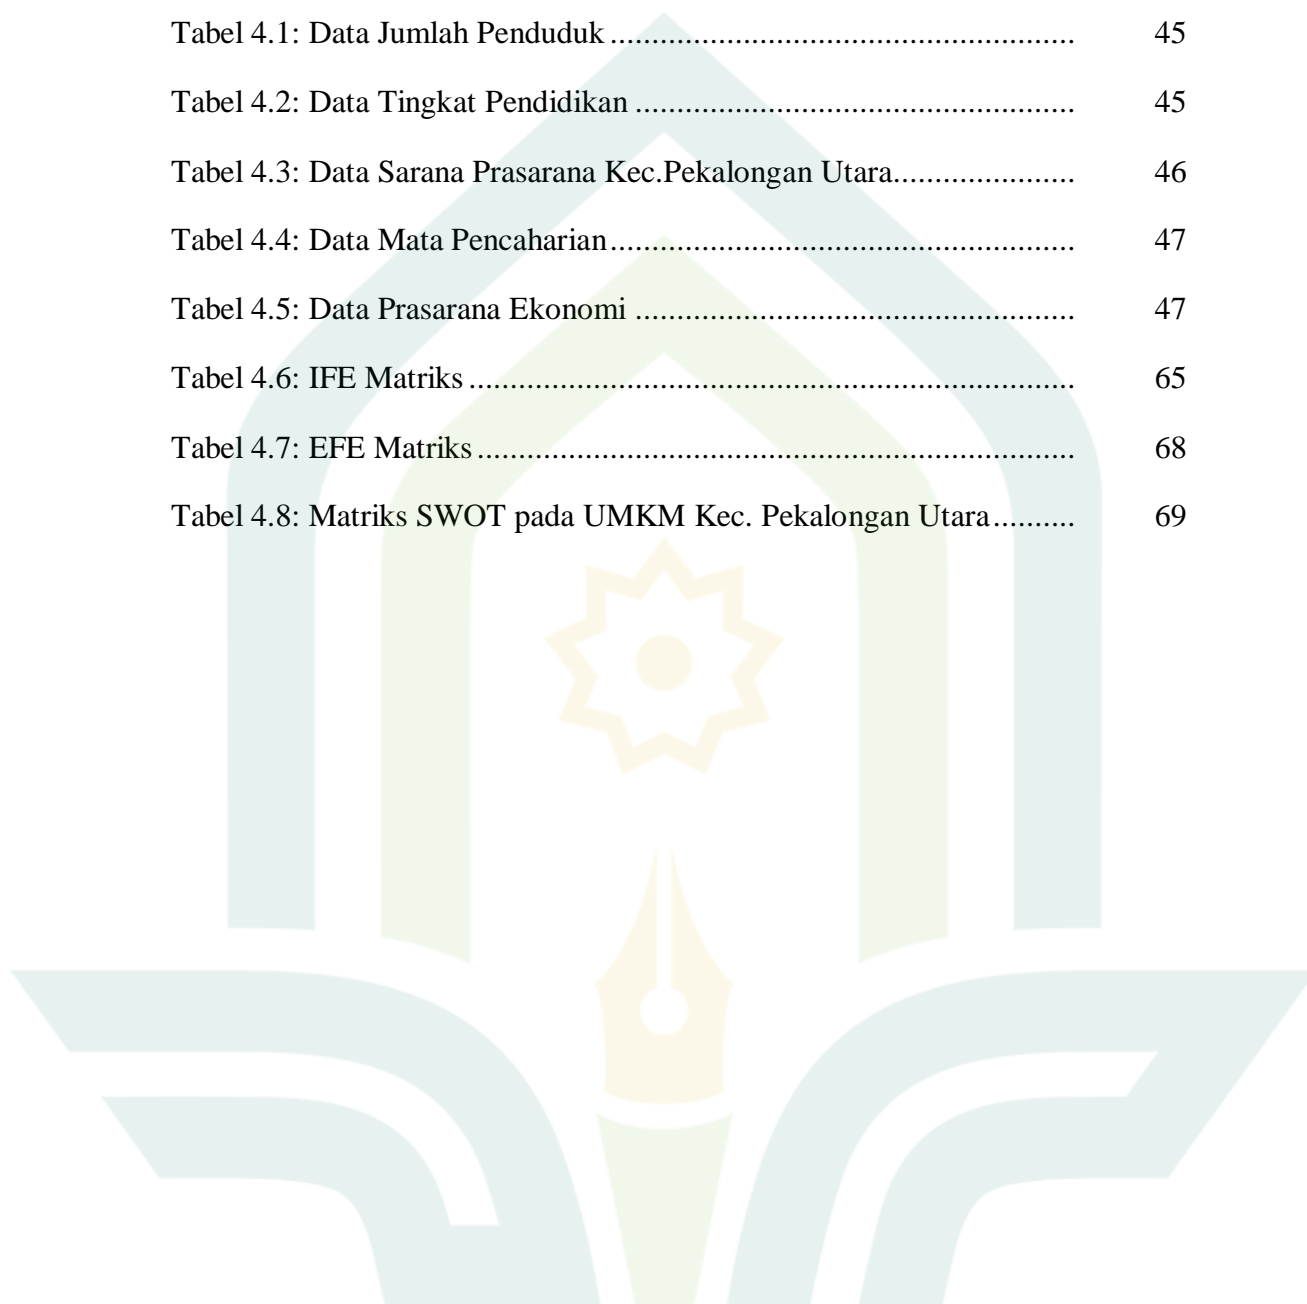 Tabel 4.1: Data Jumlah Penduduk ......................................................... 45
Tabel 4.2: Data Tingkat Pendidikan ...................................................... 45
Tabel 4.3: Data Sarana Prasarana Kec.Pekalongan Utara...................... 46
Tabel 4.4: Data Mata Pencaharian......................................................... 47
Tabel 4.5: Data Prasarana Ekonomi ...................................................... 47
Tabel 4.6: IFE Matriks .......................................................................... 65
Tabel 4.7: EFE Matriks ......................................................................... 68
Tabel 4.8: Matriks SWOT pada UMKM Kec. Pekalongan Utara.......... 69